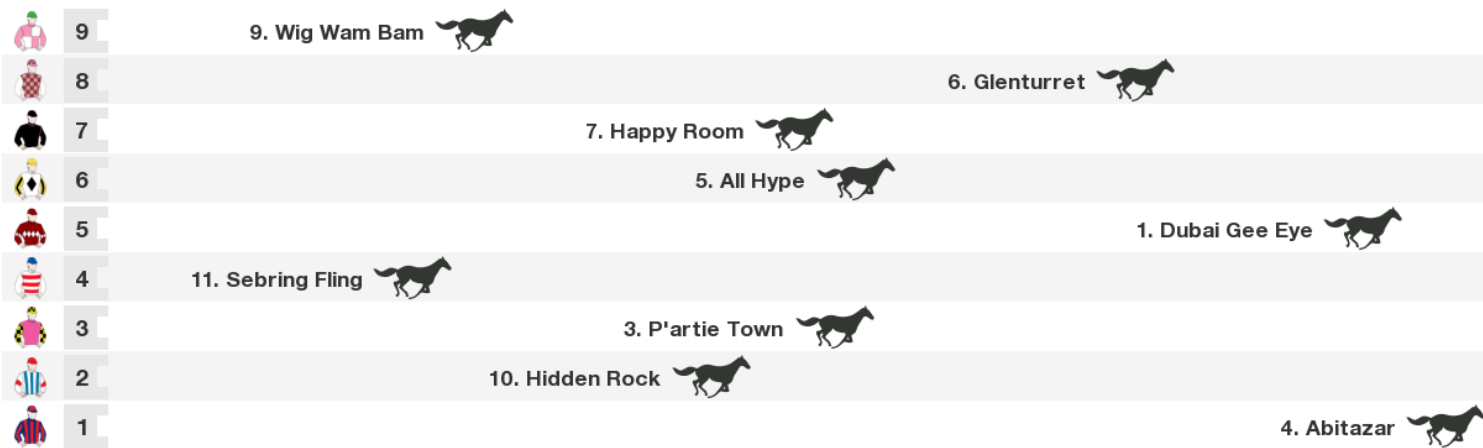 9 9. Wig Wam Bam
8 6. Glenturret
7 7. Happy Room
6 5. All Hype
5 1. Dubai Gee Eye
4 11. Sebring Fling
3 3. P'artie Town
2 10. Hidden Rock
1 4. Abitazar